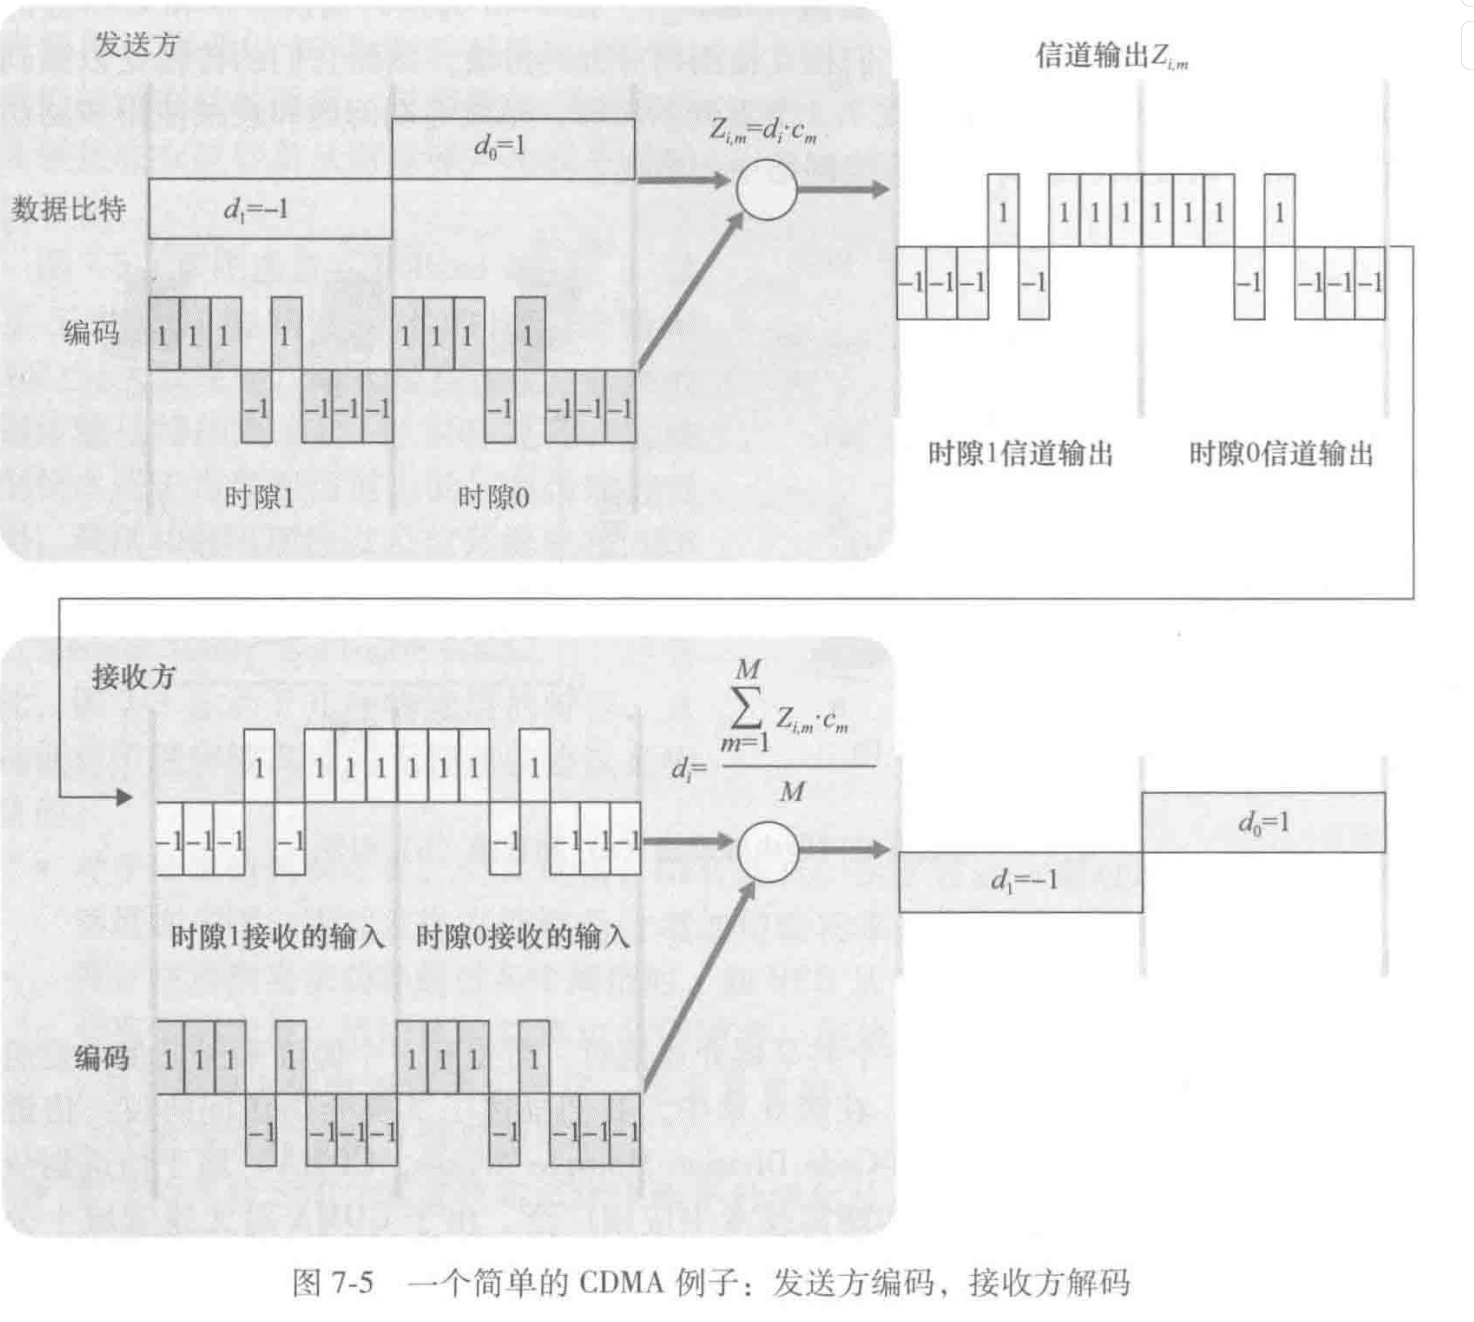 发送方
信道输出Z_{i,m}
d_0=1
Z_{i,m}=d_i·c_m
数据比特
d_1=-1
1 1 1 1 1 1 1 1
-1 -1 -1 -1 -1 -1 -1 -1
编码
1 1 1 1 1 1 1 1
-1 -1 -1 -1 -1 -1 -1 -1
时隙1信道输出
时隙0信道输出
时隙1
时隙0
接收方
d_i= \frac{\sum_{m=1}^{M} Z_{i,m}·c_m}{M}
1 1 1 1 1 1 1 1
-1 -1 -1 -1 -1 -1 -1 -1
d_0=1
d_1=-1
时隙1接收的输入
时隙0接收的输入
编码
1 1 1 1 1 1 1 1
-1 -1 -1 -1 -1 -1 -1 -1
图 7-5 一个简单的 CDMA 例子：发送方编码，接收方解码